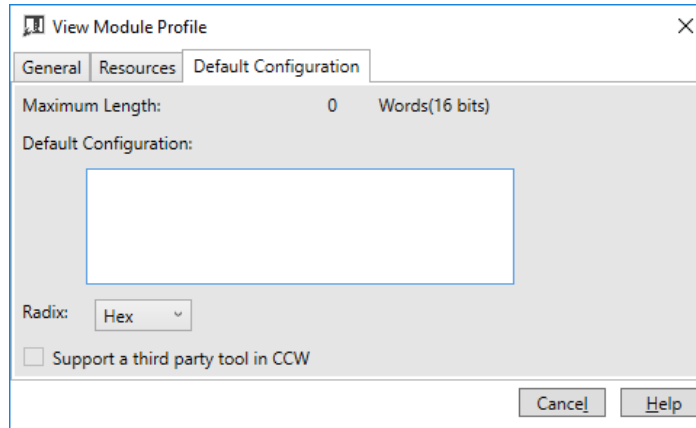 View Module Profile
General Resources Default Configuration
Maximum Length: 0 Words(16 bits)
Default Configuration:
Radix: Hex
Support a third party tool in CCW
Cancel Help